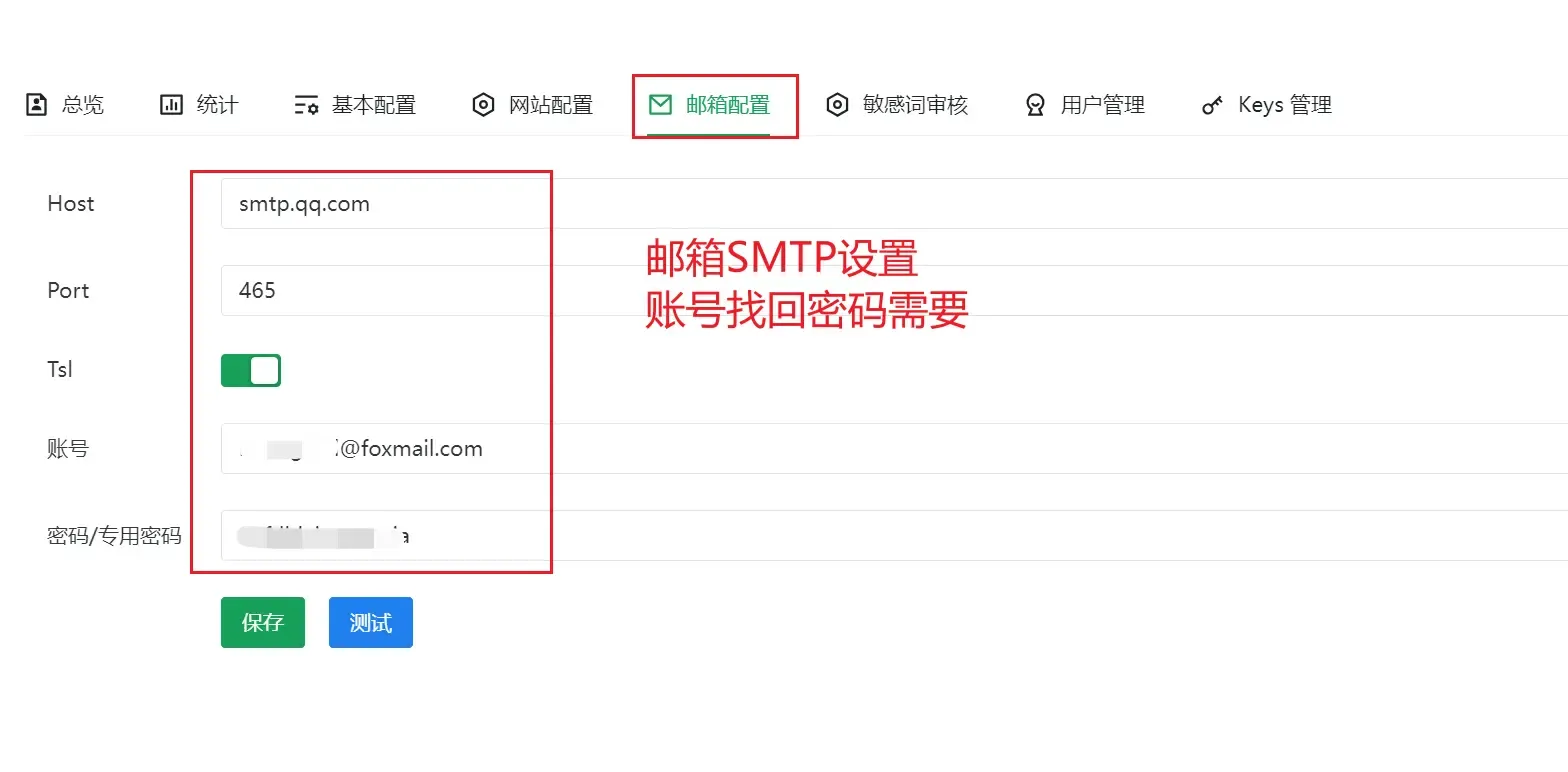 总览 统计 基本配置 网站配置 邮箱配置 敏感词审核 用户管理 Keys 管理
Host smtp.qq.com
邮箱SMTP设置
Port 465
账号找回密码需要
Tsl
账号 @foxmail.com
密码/专用密码
保存 测试